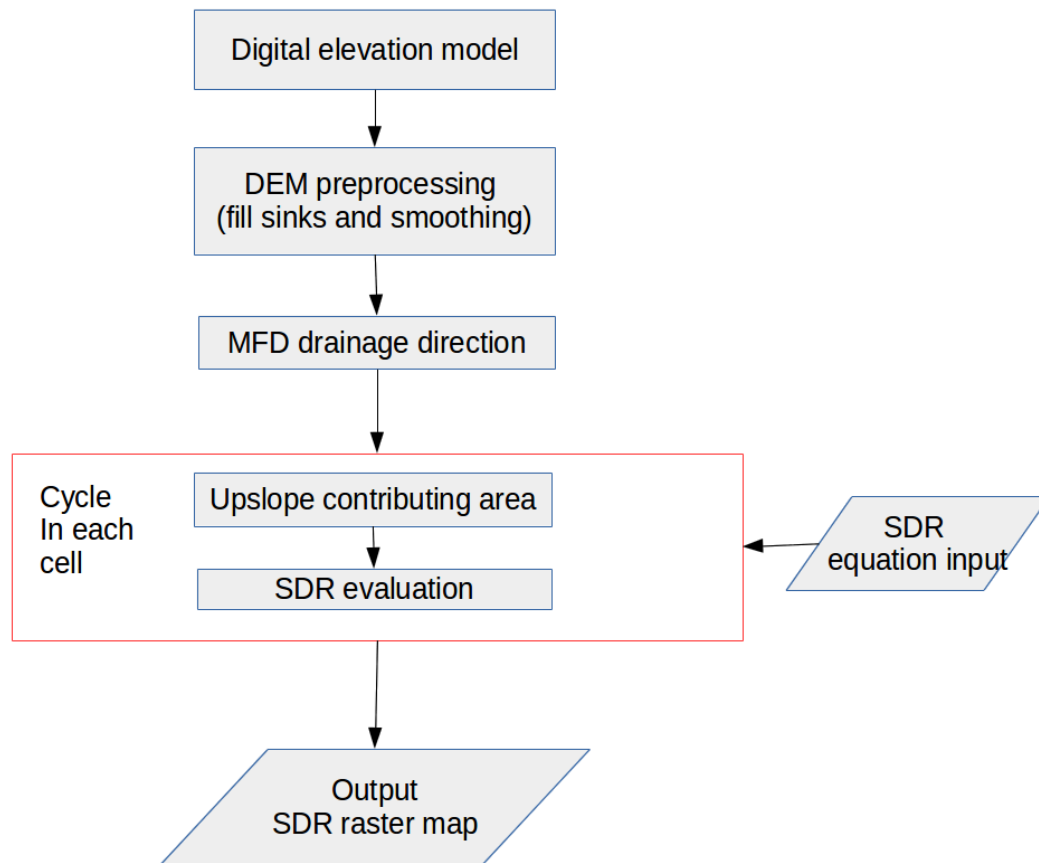 Digital elevation model
DEM preprocessing
(fill sinks and smoothing)
MFD drainage direction
Cycle
In each
cell
Upslope contributing area
SDR evaluation
SDR
equation input
Output
SDR raster map